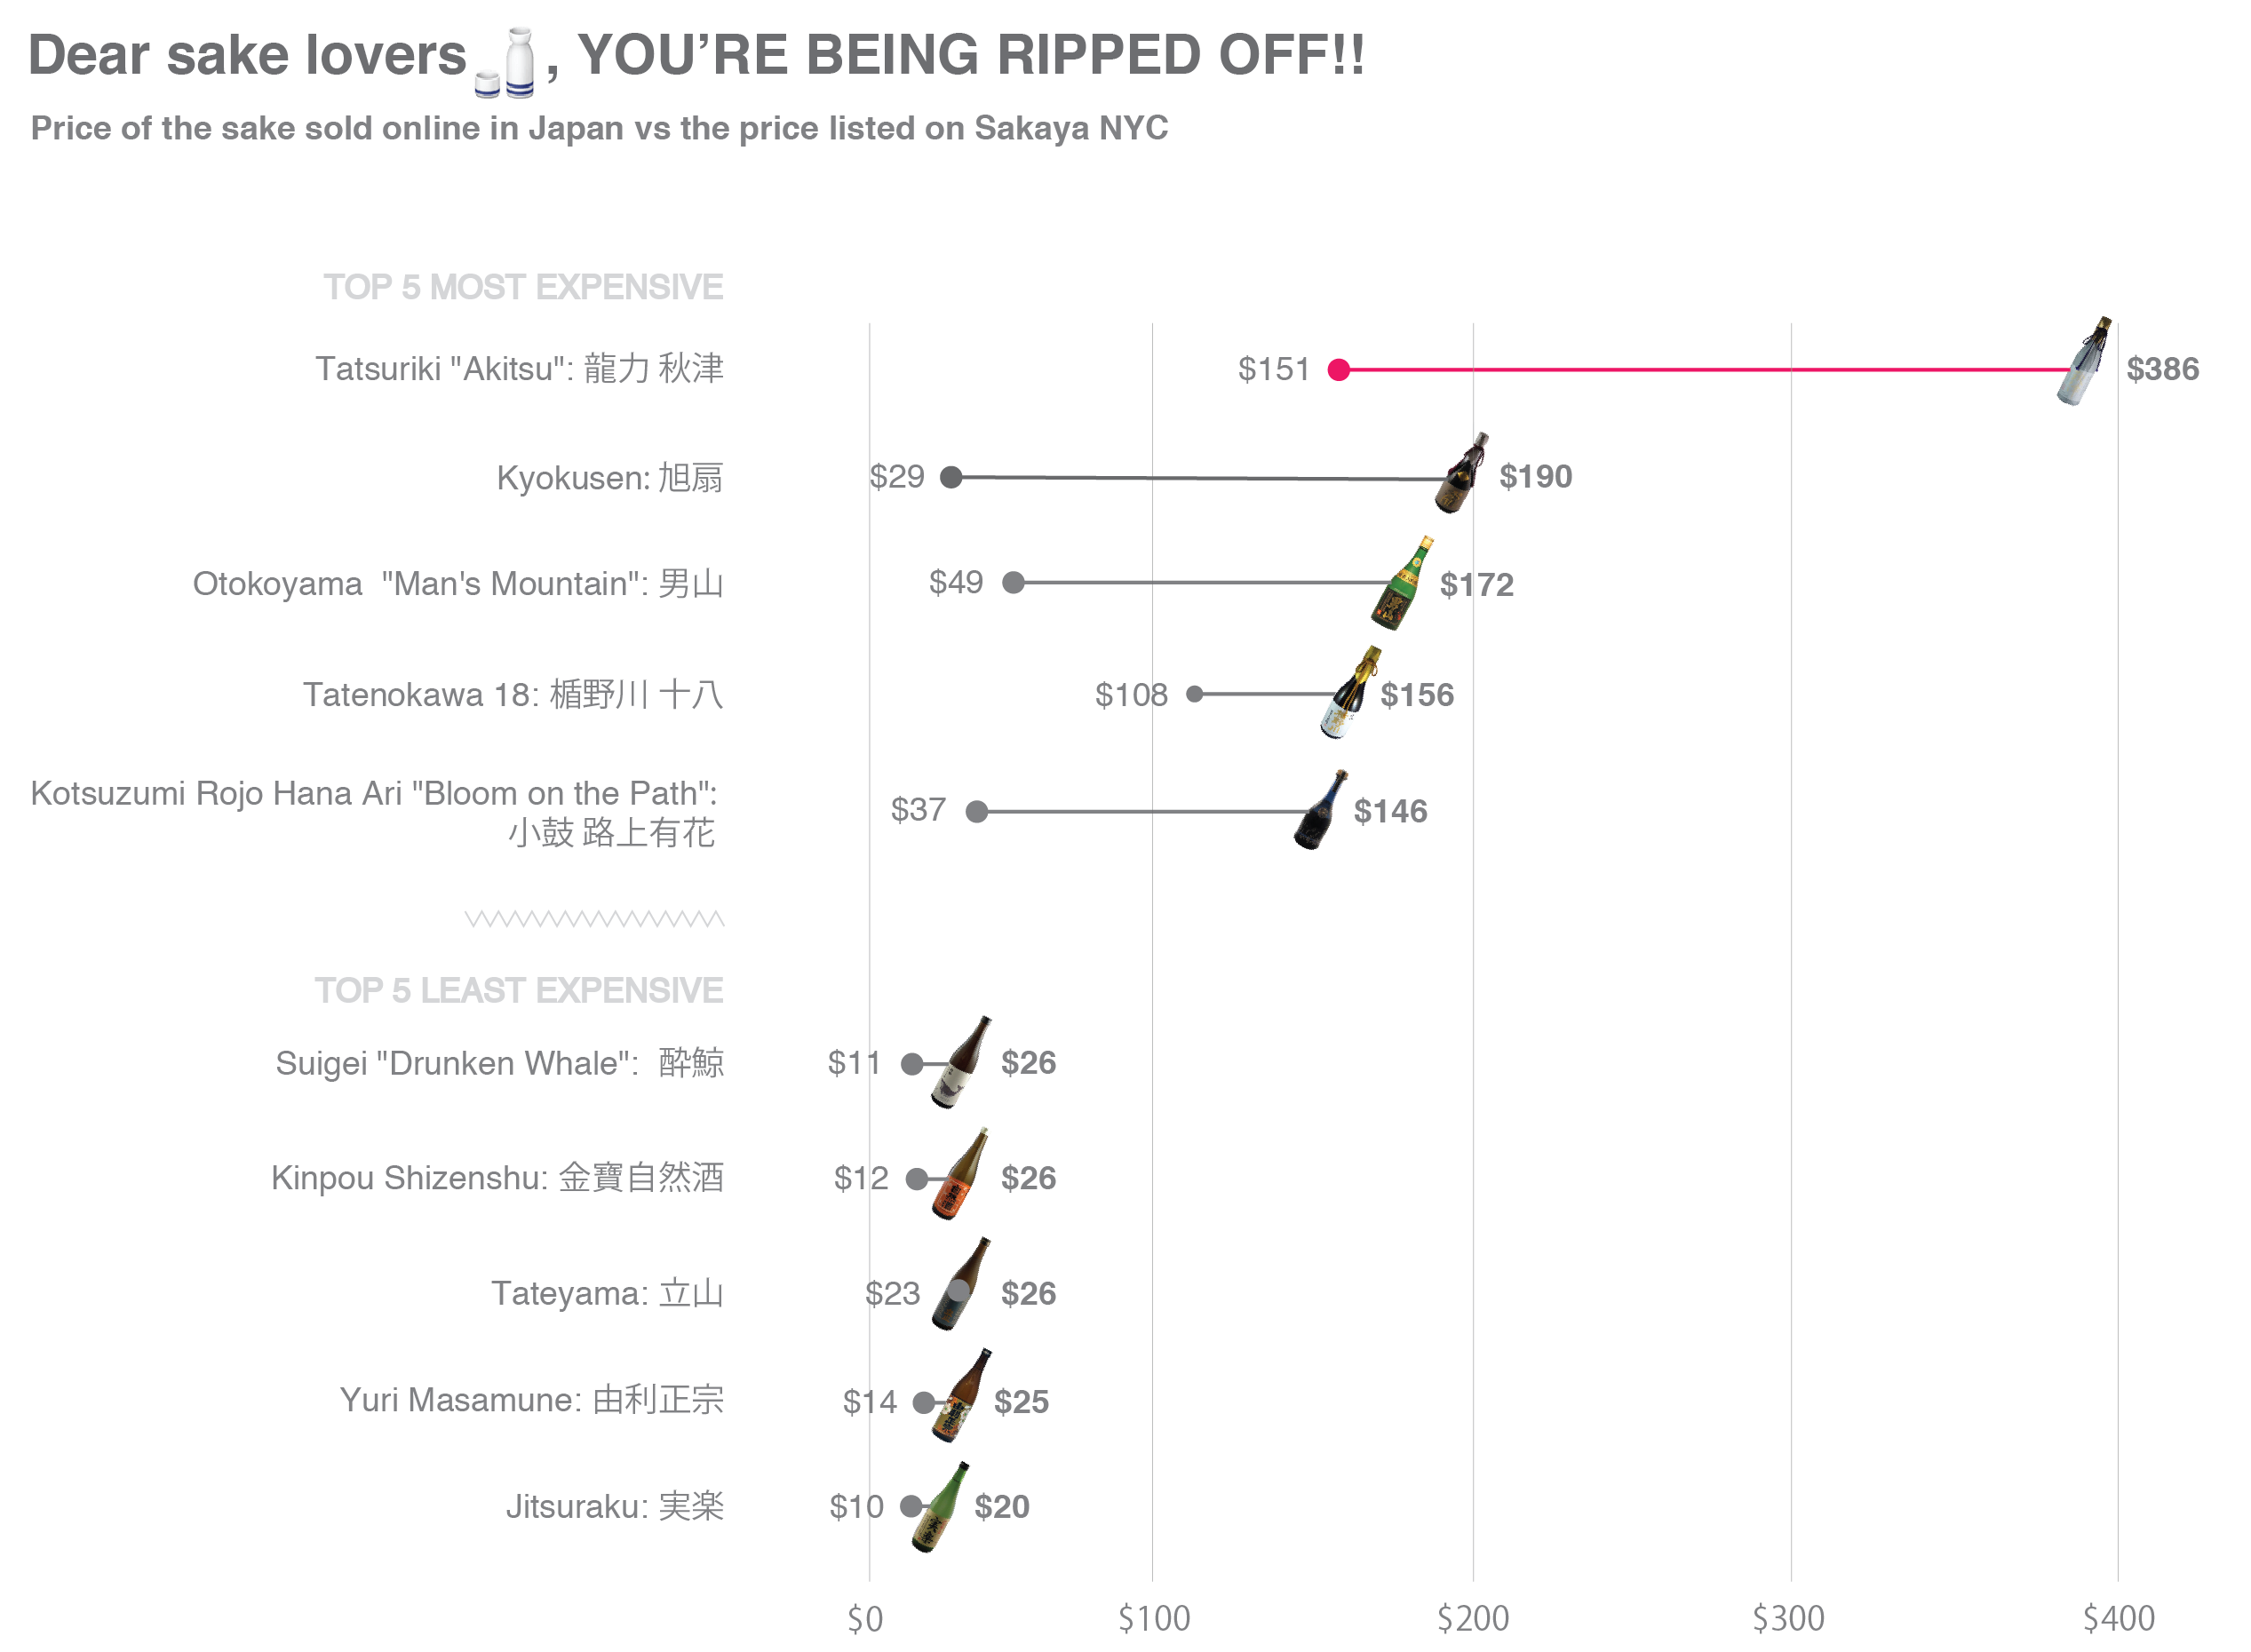 Dear sake lovers, YOU’RE BEING RIPPED OFF!!
Price of the sake sold online in Japan vs the price listed on Sakaya NYC
TOP 5 MOST EXPENSIVE
Tatsuriki "Akitsu": 龍力 秋津 $151 $386
Kyokusen: 旭扇 $29 $190
Otokoyama "Man's Mountain": 男山 $49 $172
Tatenokawa 18: 楯野川 十八 $108 $156
Kotsuzumi Rojo Hana Ari "Bloom on the Path":
小鼓 路上有花 $37 $146
TOP 5 LEAST EXPENSIVE
Suigei "Drunken Whale": 酔鯨 $11 $26
Kinpou Shizenshu: 金寶自然酒 $12 $26
Tateyama: 立山 $23 $26
Yuri Masamune: 由利正宗 $14 $25
Jitsuraku: 実楽 $10 $20
$0 $100 $200 $300 $400